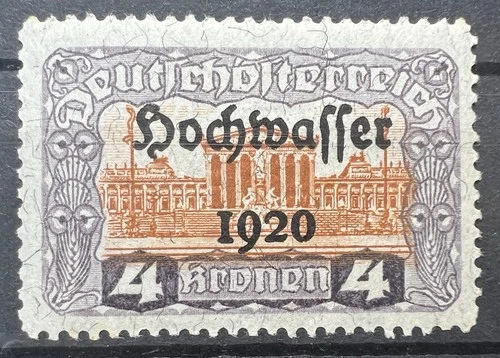 Deutschösterreich
Hochwasser
1920
4 Kronen 4